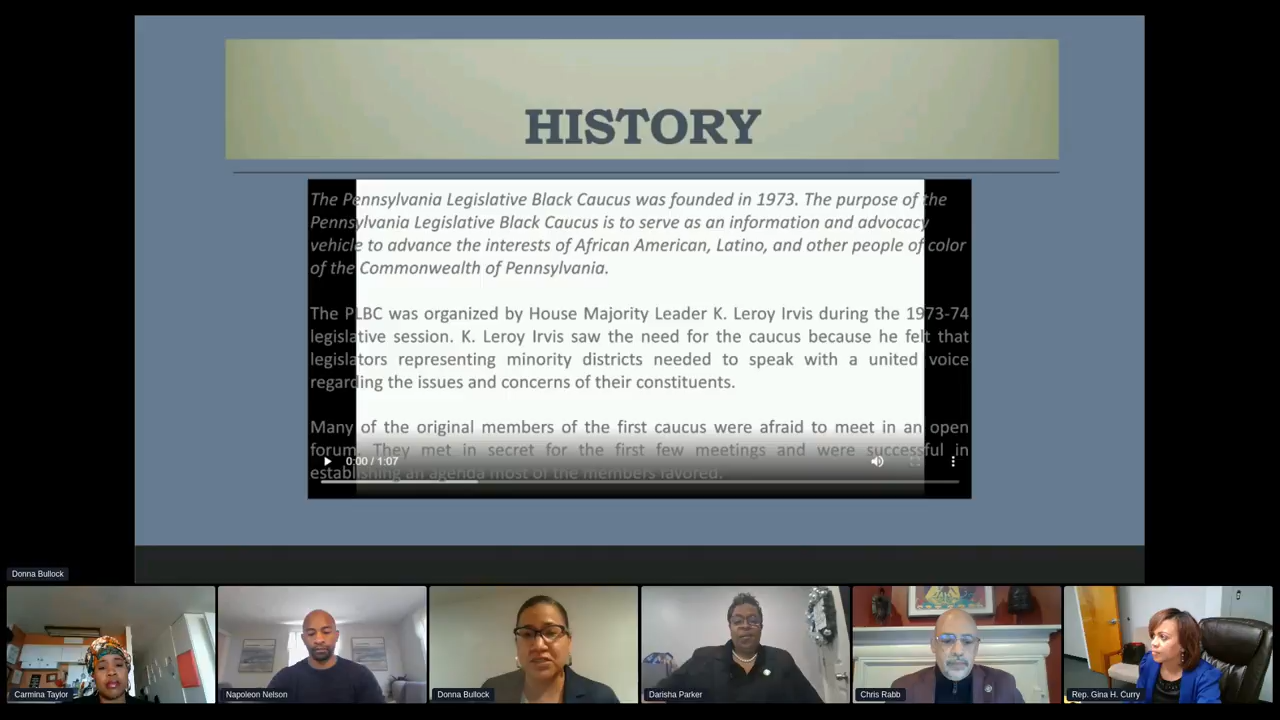 HISTORY
The Pennsylvania Legislative Black Caucus was founded in 1973. The purpose of the
Pennsylvania Legislative Black Caucus is to serve as an information and advocacy
vehicle to advance the interests of African American, Latino, and other people of color
of the Commonwealth of Pennsylvania.
The PLBC was organized by House Majority Leader K. Leroy Irvis during the 1973-74
legislative session. K. Leroy Irvis saw the need for the caucus because he felt that
legislators representing minority districts needed to speak with a united voice
regarding the issues and concerns of their constituents.
Many of the original members of the first caucus were afraid to meet in an open
forum. They met in secret for the first few meetings and were successful in
0:00 / 1:07
establishing an agenda most of the members favored.
Donna Bullock
Carmina Taylor
Napoleon Nelson
Donna Bullock
Darisha Parker
Chris Rabb
Rep. Gina H. Curry